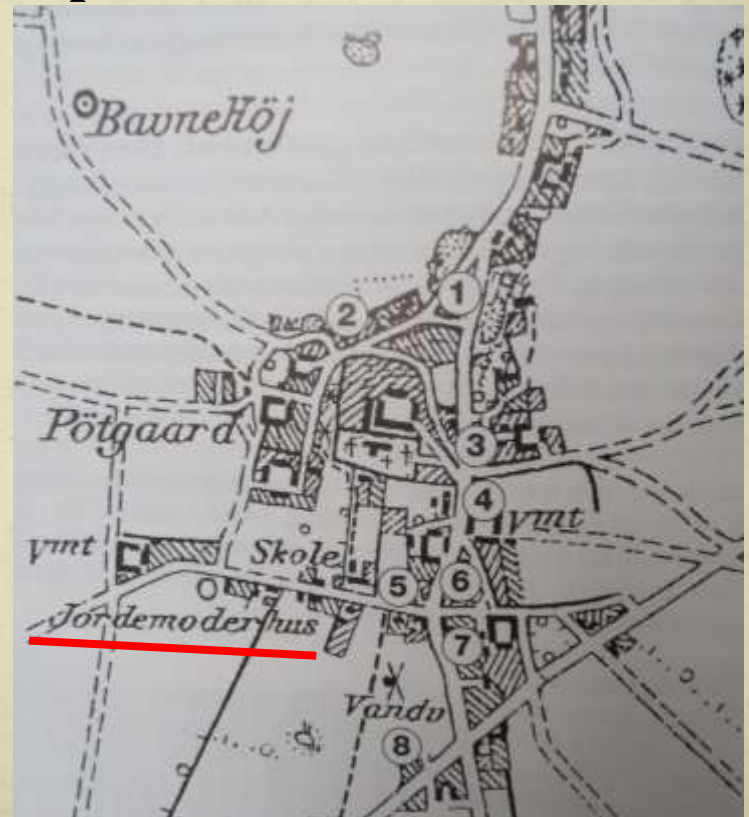 BavneHöj
1
2
Pötgaard
3
4
Vmt
Vmt
Skole
5
6
Jordemoderhus
7
Vandv
8